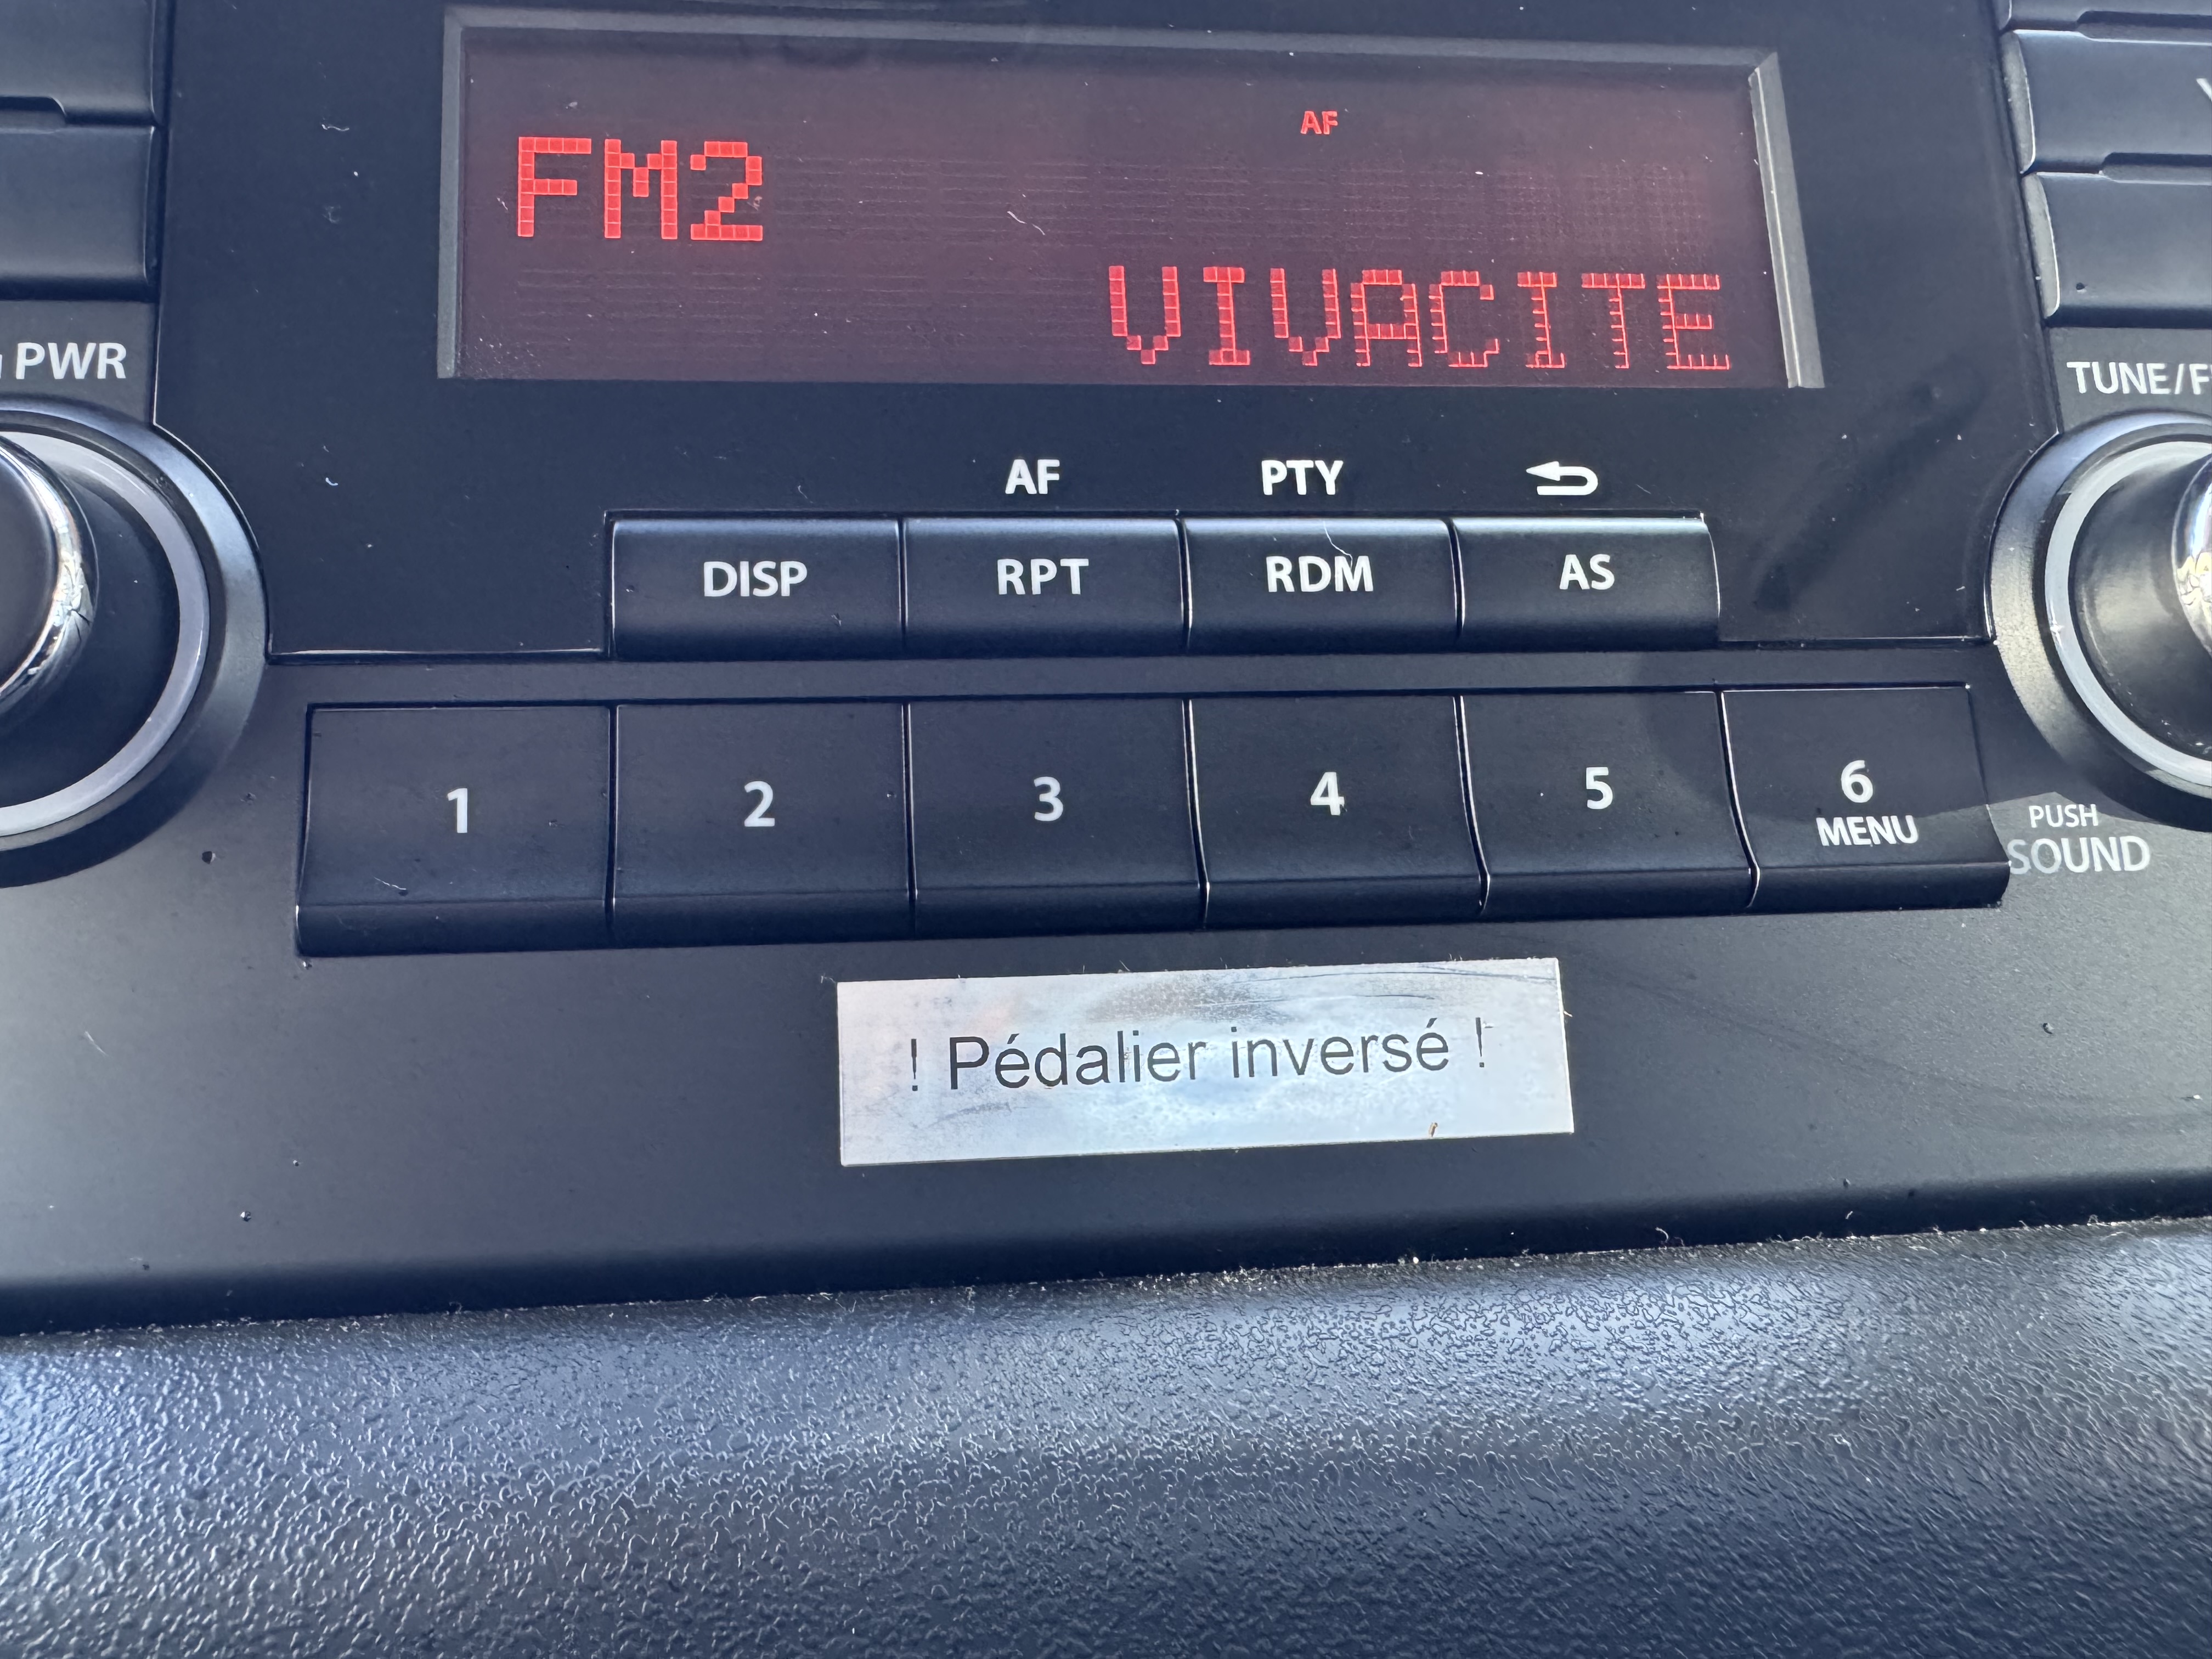 AF
FM2
VIVACITE
PWR
TUNE/F
AF PTY
DISP RPT RDM AS
1 2 3 4 5 6
MENU
PUSH
SOUND
! Pédalier inversé !